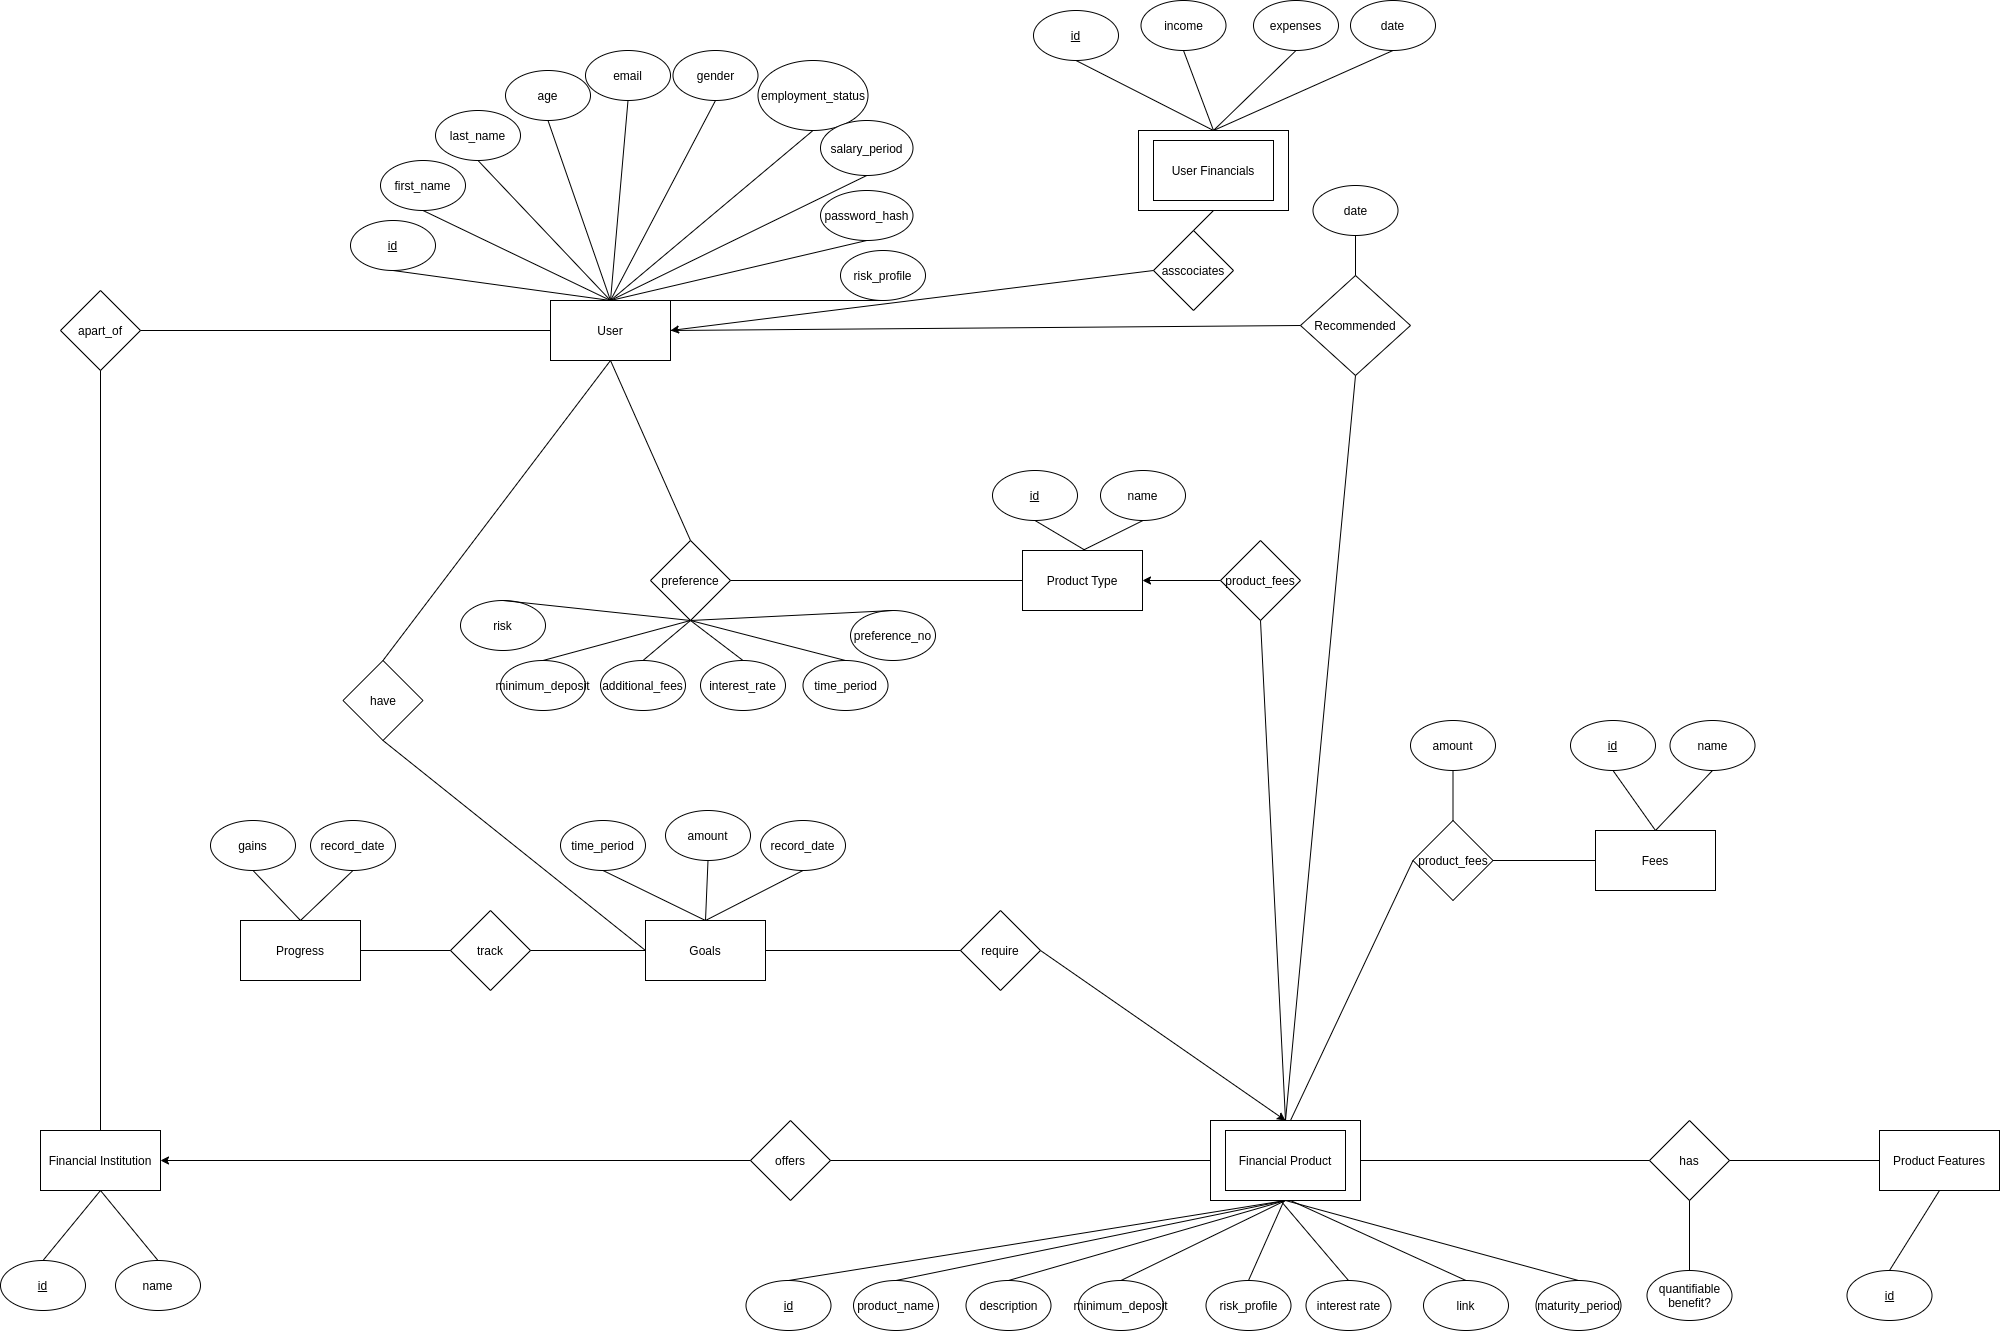 id
income
expenses
date
email
gender
age
employment_status
last_name
salary_period
first_name
User Financials
password_hash
date
id
risk_profile
asscociates
apart_of
User
Recommended
id
name
preference
Product Type
product_fees
risk
preference_no
minimum_deposit
additional_fees
interest_rate
time_period
have
amount
id
name
gains
record_date
time_period
amount
record_date
product_fees
Fees
Progress
track
Goals
require
Financial Institution
offers
Financial Product
has
Product Features
id
name
id
product_name
description
minimum_deposit
risk_profile
interest rate
link
maturity_period
quantifiable
benefit?
id